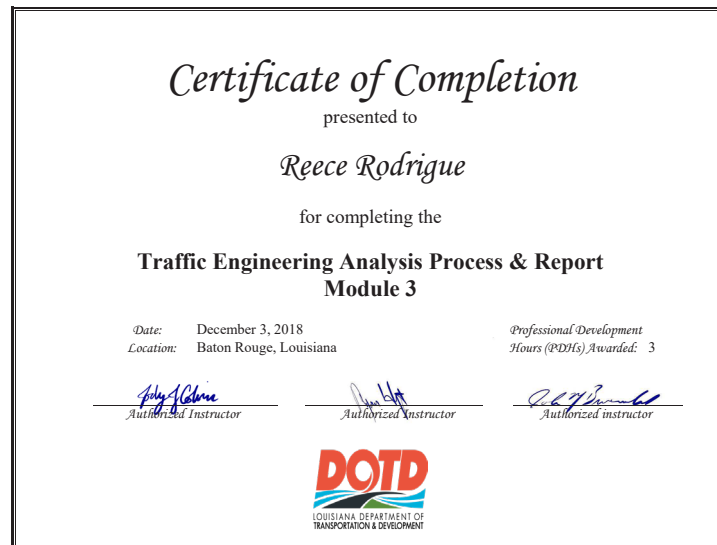 Certificate of Completion
presented to
Reece Rodrigue
for completing the
Traffic Engineering Analysis Process & Report
Module 3
Date: December 3, 2018
Location: Baton Rouge, Louisiana
Professional Development
Hours (PDHs) Awarded: 3
Authorized Instructor
Authorized Instructor
Authorized instructor
DOTD
LOUISIANA DEPARTMENT OF
TRANSPORTATION & DEVELOPMENT